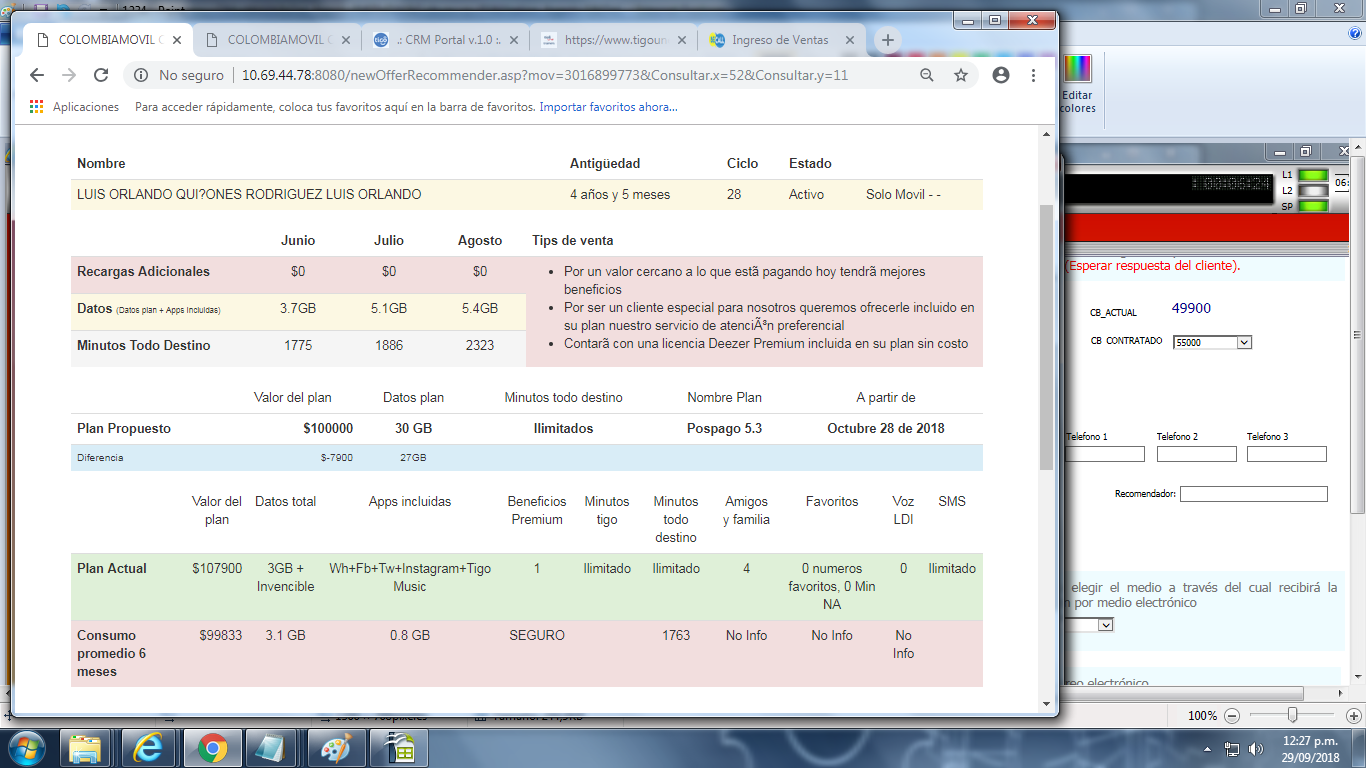 COLOMBIAMOVIL
COLOMBIAMOVIL
.: CRM Portal v.1.0 :.
https://www.tigoun
Ingreso de Ventas
No seguro
10.69.44.78:8080/newOfferRecommender.asp?mov=3016899773&Consultar.x=52&Consultar.y=11
Aplicaciones Para acceder rápidamente, coloca tus favoritos aquí en la barra de favoritos. Importar favoritos ahora...
Nombre Antigüedad Ciclo Estado
LUIS ORLANDO QUI?ONES RODRIGUEZ LUIS ORLANDO 4 años y 5 meses 28 Activo Solo Movil - -
Junio Julio Agosto Tips de venta
Recargas Adicionales $0 $0 $0
Datos (Datos plan + Apps Incluidas) 3.7GB 5.1GB 5.4GB
Minutos Todo Destino 1775 1886 2323
Por un valor cercano a lo que estã pagando hoy tendrã mejores
beneficios
Por ser un cliente especial para nosotros queremos ofrecerle incluido en
su plan nuestro servicio de atenciÃªn preferencial
Contarã con una licencia Deezer Premium incluida en su plan sin costo
Valor del plan Datos plan Minutos todo destino Nombre Plan A partir de
Plan Propuesto $100000 30 GB Ilimitados Pospago 5.3 Octubre 28 de 2018
Diferencia $-7900 27GB
Valor del plan Datos total Apps incluidas Beneficios Premium Minutos tigo Minutos todo destino Amigos y familia Favoritos Voz LDI SMS
Plan Actual $107900 3GB + Invencible Wh+Fb+Tw+Instagram+Tigo Music 1 Ilimitado Ilimitado 4 0 numeros favoritos, 0 Min NA 0 Ilimitado
Consumo promedio 6 meses $99833 3.1 GB 0.8 GB SEGURO 1763 No Info No Info No Info
Editar
colores
L1
L2
SP
06:
(Esperar respuesta del cliente).
CB_ACTUAL 49900
CB CONTRATADO 55000
Telefono 1 Telefono 2 Telefono 3
Recomendador:
elegir el medio a través del cual recibirá la
por medio electrónico
electrónico
100%
12:27 p.m.
29/09/2018